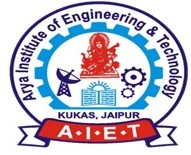 Arya Institute of Engineering & Technology
KUKAS, JAIPUR
A·I·E·T